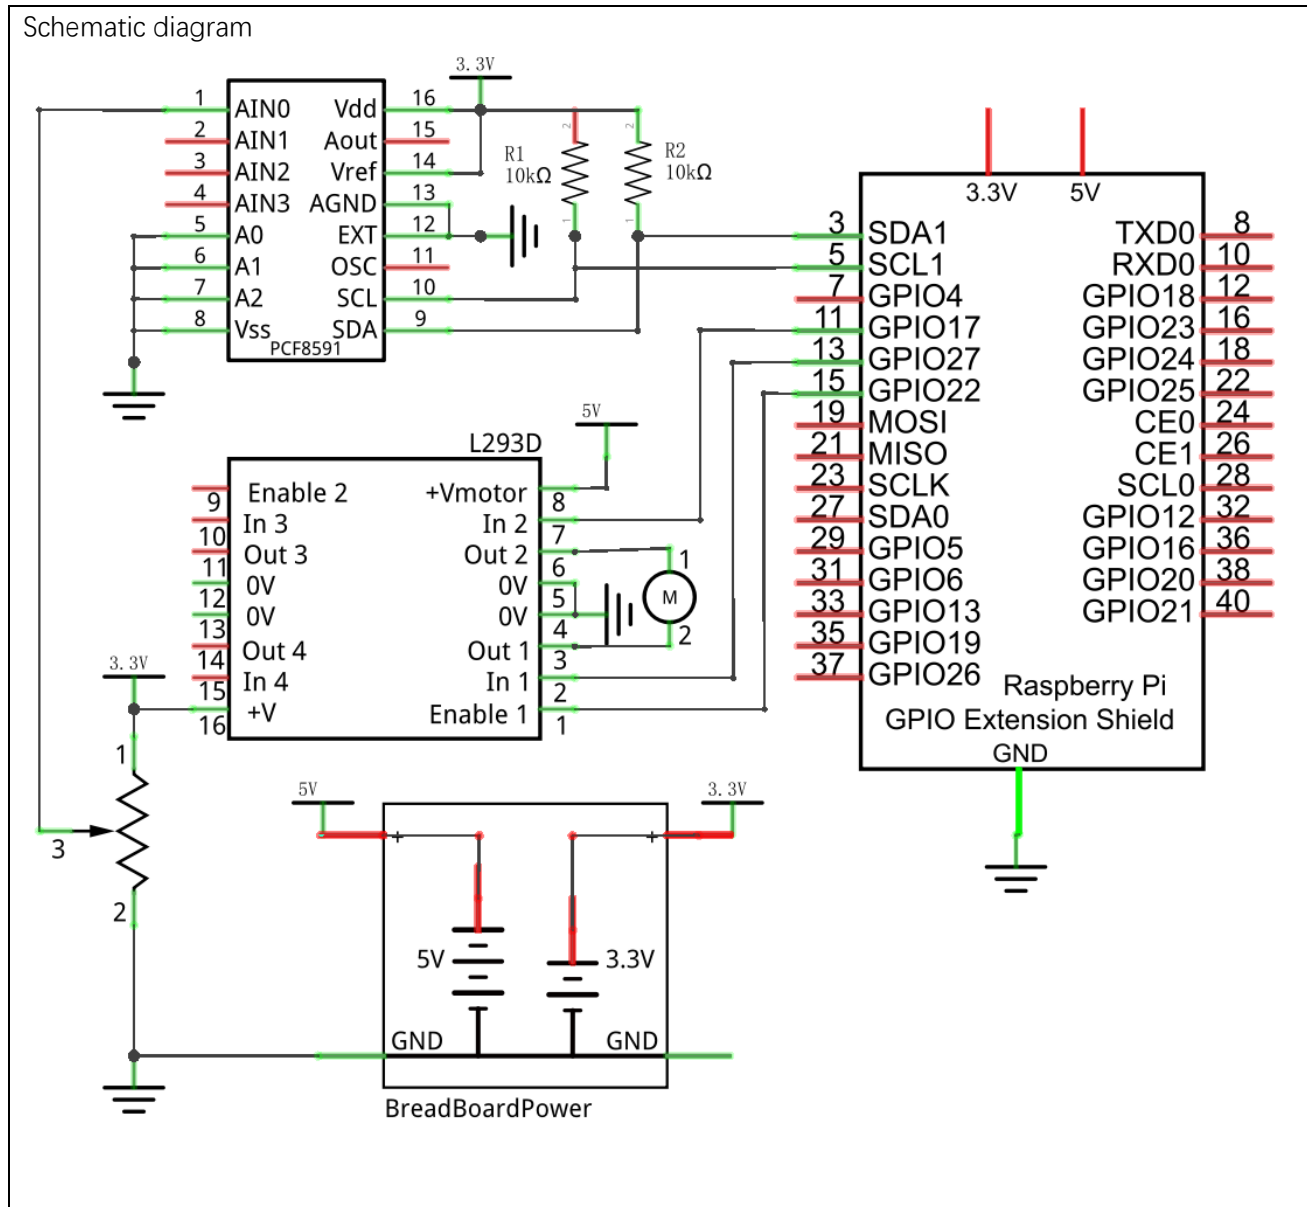 Schematic diagram
3.3V
1 AIN0 Vdd 16
2 AIN1 Aout 15
3 AIN2 Vref 14
4 AIN3 AGND 13
5 A0 EXT 12
6 A1 OSC 11
7 A2 SCL 10
8 Vss SDA 9
PCF8591
R1
10kΩ
2
1
R2
10kΩ
2
1
3.3V 5V
3 SDA1 TXD0 8
5 SCL1 RXD0 10
7 GPIO4 GPIO18 12
11 GPIO17 GPIO23 16
13 GPIO27 GPIO24 18
15 GPIO22 GPIO25 22
19 MOSI CE0 24
21 MISO CE1 26
23 SCLK SCL0 28
27 SDA0 GPIO12 32
29 GPIO5 GPIO16 36
31 GPIO6 GPIO20 38
33 GPIO13 GPIO21 40
35 GPIO19
37 GPIO26
Raspberry Pi
GPIO Extension Shield
GND
5V
L293D
9 Enable 2 +Vmotor 8
10 In 3 In 2 7
11 Out 3 Out 2 6
12 0V 0V 5
13 0V 0V 4
14 Out 4 Out 1 3
15 In 4 In 1 2
16 +V Enable 1 1
1
M
2
3.3V
1
3
2
5V
3.3V
+ +
5V 3.3V
GND GND
BreadBoardPower